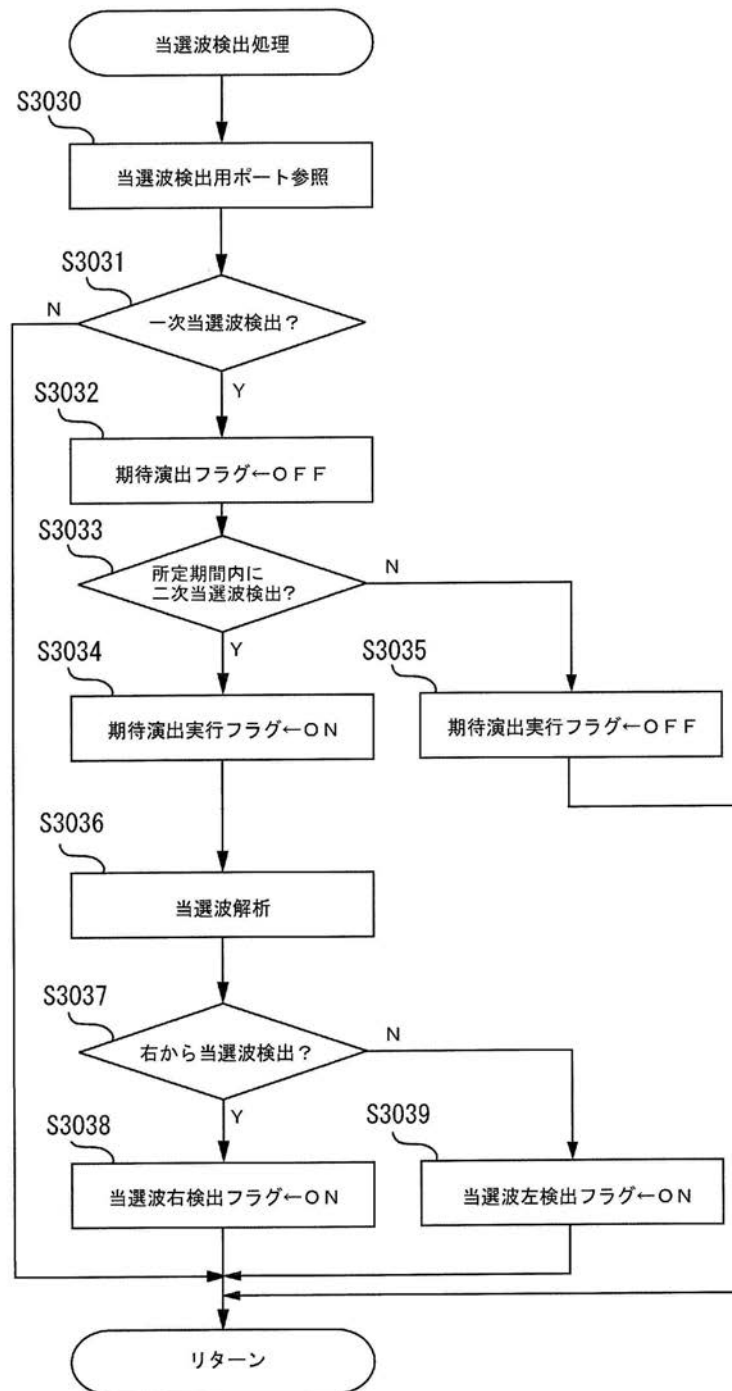 当選波検出処理
S3030
当選波検出用ポート参照
S3031
N
一次当選波検出？
Y
S3032
期待演出フラグ←ＯＦＦ
S3033
所定期間内に
二次当選波検出？
N
Y
S3034
期待演出実行フラグ←ＯＮ
S3035
期待演出実行フラグ←ＯＦＦ
S3036
当選波解析
S3037
右から当選波検出？
N
Y
S3038
当選波右検出フラグ←ＯＮ
S3039
当選波左検出フラグ←ＯＮ
リターン